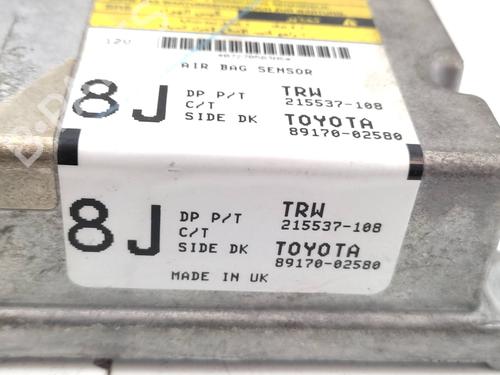 12V
AIR BAG SENSOR
8J DP P/T TRW
C/T 215537-108
SIDE DK TOYOTA
89170-02580
8J DP P/T TRW
C/T 215537-108
SIDE DK TOYOTA
89170-02580
MADE IN UK